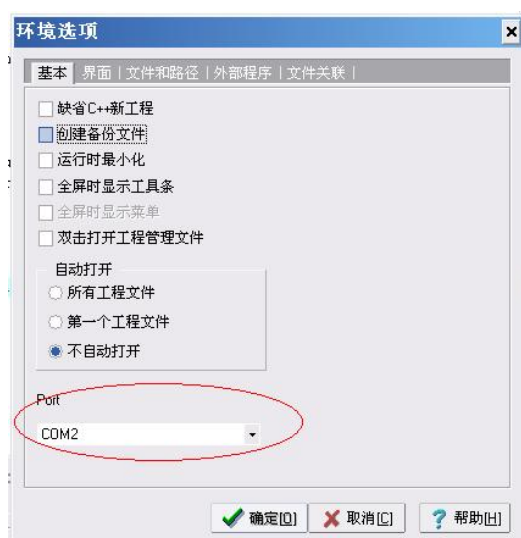 环境选项
基本 | 界面 | 文件和路径 | 外部程序 | 文件关联 |
缺省C++新工程
创建备份文件
运行时最小化
全屏时显示工具条
全屏时显示菜单
双击打开工程管理文件
自动打开
所有工程文件
第一个工程文件
不自动打开
Port
COM2
确定[O] 取消[C] 帮助[H]